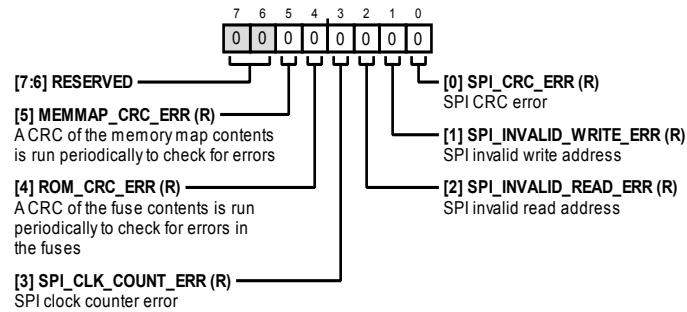 7 6 5 4 3 2 1 0
0 0 0 0 0 0 0 0
[7:6] RESERVED
[5] MEMMAP_CRC_ERR (R)
A CRC of the memory map contents
is run periodically to check for errors
[4] ROM_CRC_ERR (R)
A CRC of the fuse contents is run
periodically to check for errors in
the fuses
[3] SPI_CLK_COUNT_ERR (R)
SPI clock counter error
[0] SPI_CRC_ERR (R)
SPI CRC error
[1] SPI_INVALID_WRITE_ERR (R)
SPI invalid write address
[2] SPI_INVALID_READ_ERR (R)
SPI invalid read address